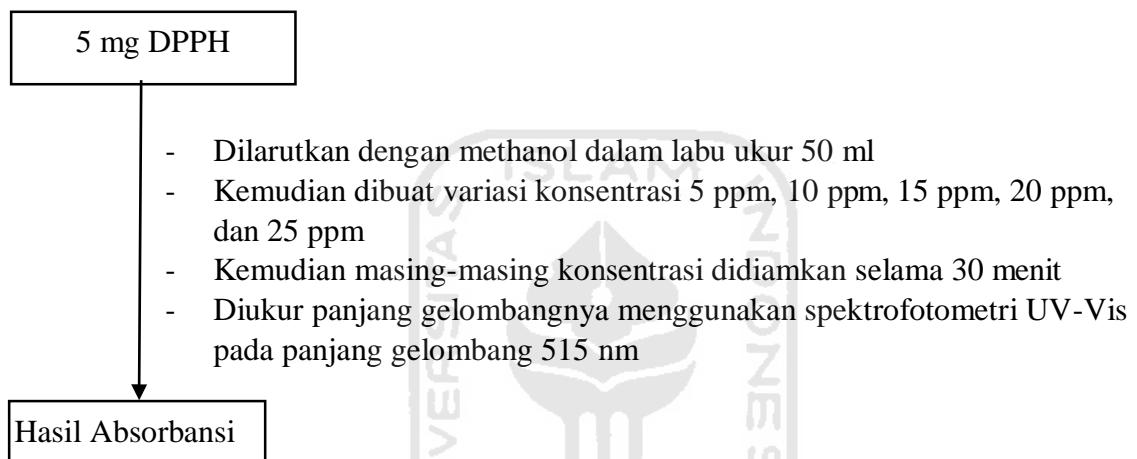 5 mg DPPH
- Dilarutkan dengan methanol dalam labu ukur 50 ml
- Kemudian dibuat variasi konsentrasi 5 ppm, 10 ppm, 15 ppm, 20 ppm,
dan 25 ppm
- Kemudian masing-masing konsentrasi didiamkan selama 30 menit
- Diukur panjang gelombangnya menggunakan spektrofotometri UV-Vis
pada panjang gelombang 515 nm
Hasil Absorbansi
ISLAM